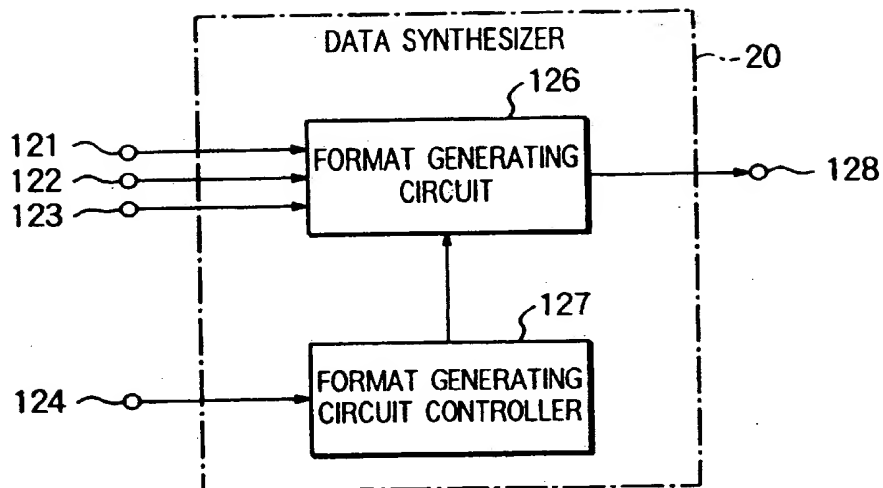 DATA SYNTHESIZER
20
126
121
122
123
FORMAT GENERATING
CIRCUIT
128
127
124
FORMAT GENERATING
CIRCUIT CONTROLLER